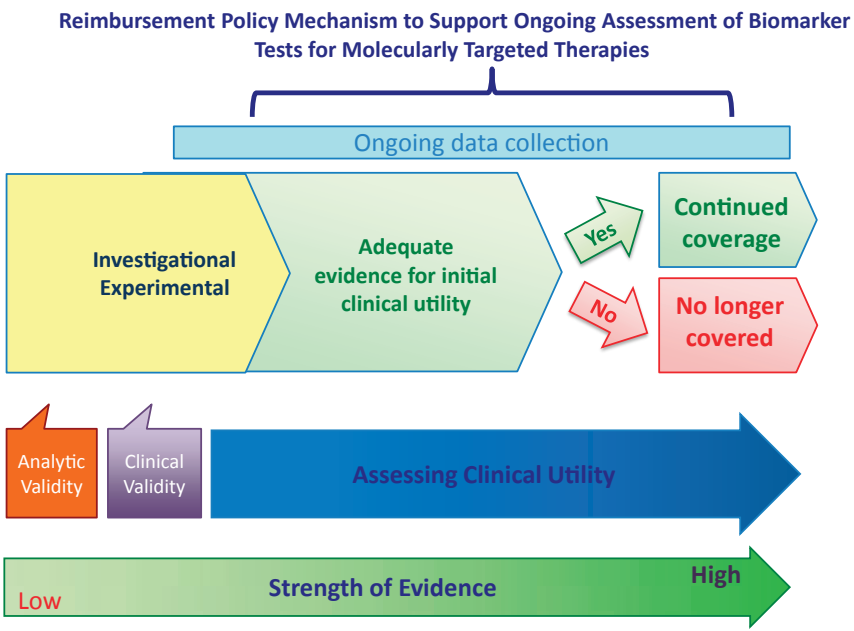 Reimbursement Policy Mechanism to Support Ongoing Assessment of Biomarker
Tests for Molecularly Targeted Therapies
Ongoing data collection
Investigational
Experimental
Adequate
evidence for initial
clinical utility
Yes
No
Continued
coverage
No longer
covered
Analytic
Validity
Clinical
Validity
Assessing Clinical Utility
Low
Strength of Evidence
High